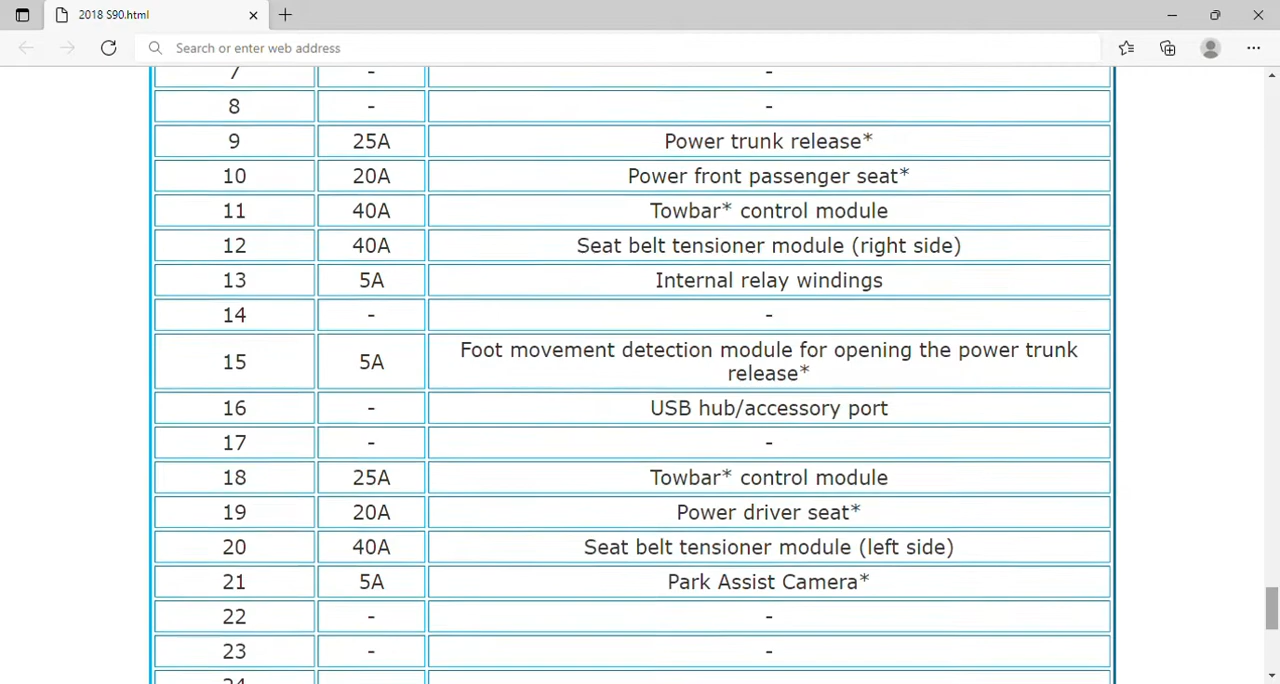 2018 S90.html
Search or enter web address
7 - -
8 - -
9 25A Power trunk release*
10 20A Power front passenger seat*
11 40A Towbar* control module
12 40A Seat belt tensioner module (right side)
13 5A Internal relay windings
14 - -
15 5A Foot movement detection module for opening the power trunk
release*
16 - USB hub/accessory port
17 - -
18 25A Towbar* control module
19 20A Power driver seat*
20 40A Seat belt tensioner module (left side)
21 5A Park Assist Camera*
22 - -
23 - -
24